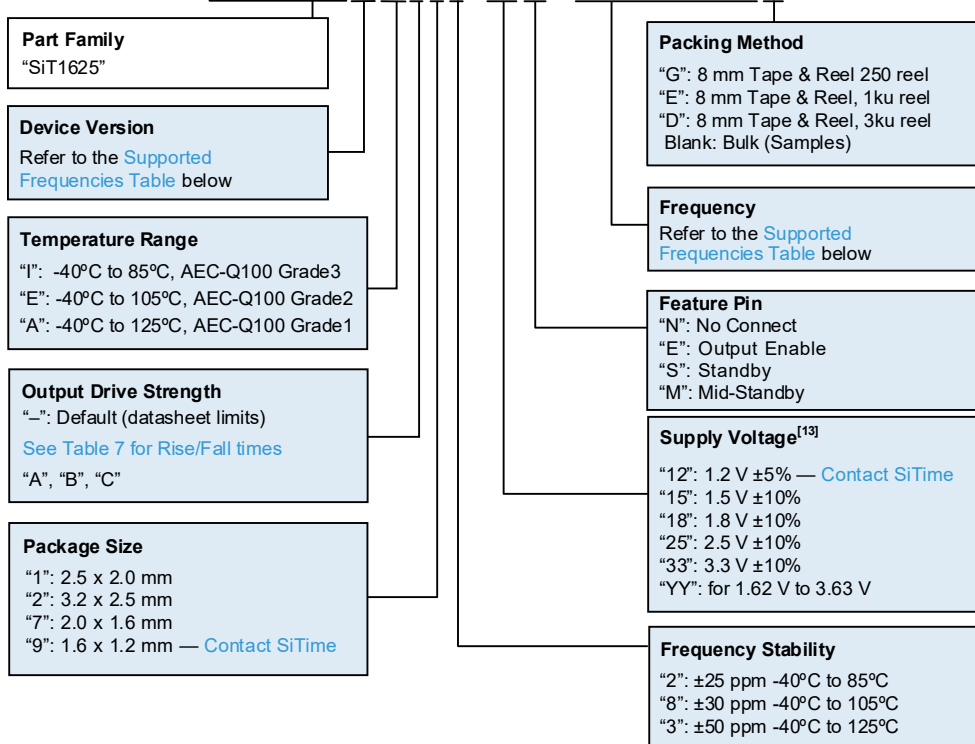 Part Family
“SiT1625”
Device Version
Refer to the Supported
Frequencies Table below
Temperature Range
“I”: -40ºC to 85ºC, AEC-Q100 Grade3
“E”: -40ºC to 105ºC, AEC-Q100 Grade2
“A”: -40ºC to 125ºC, AEC-Q100 Grade1
Output Drive Strength
“–”: Default (datasheet limits)
See Table 7 for Rise/Fall times
“A”, “B”, “C”
Package Size
“1”: 2.5 x 2.0 mm
“2”: 3.2 x 2.5 mm
“7”: 2.0 x 1.6 mm
“9”: 1.6 x 1.2 mm — Contact SiTime
Packing Method
“G”: 8 mm Tape & Reel 250 reel
“E”: 8 mm Tape & Reel, 1ku reel
“D”: 8 mm Tape & Reel, 3ku reel
Blank: Bulk (Samples)
Frequency
Refer to the Supported
Frequencies Table below
Feature Pin
“N”: No Connect
“E”: Output Enable
“S”: Standby
“M”: Mid-Standby
Supply Voltage[13]
“12”: 1.2 V ±5% — Contact SiTime
“15”: 1.5 V ±10%
“18”: 1.8 V ±10%
“25”: 2.5 V ±10%
“33”: 3.3 V ±10%
“YY”: for 1.62 V to 3.63 V
Frequency Stability
“2”: ±25 ppm -40ºC to 85ºC
“8”: ±30 ppm -40ºC to 105ºC
“3”: ±50 ppm -40ºC to 125ºC